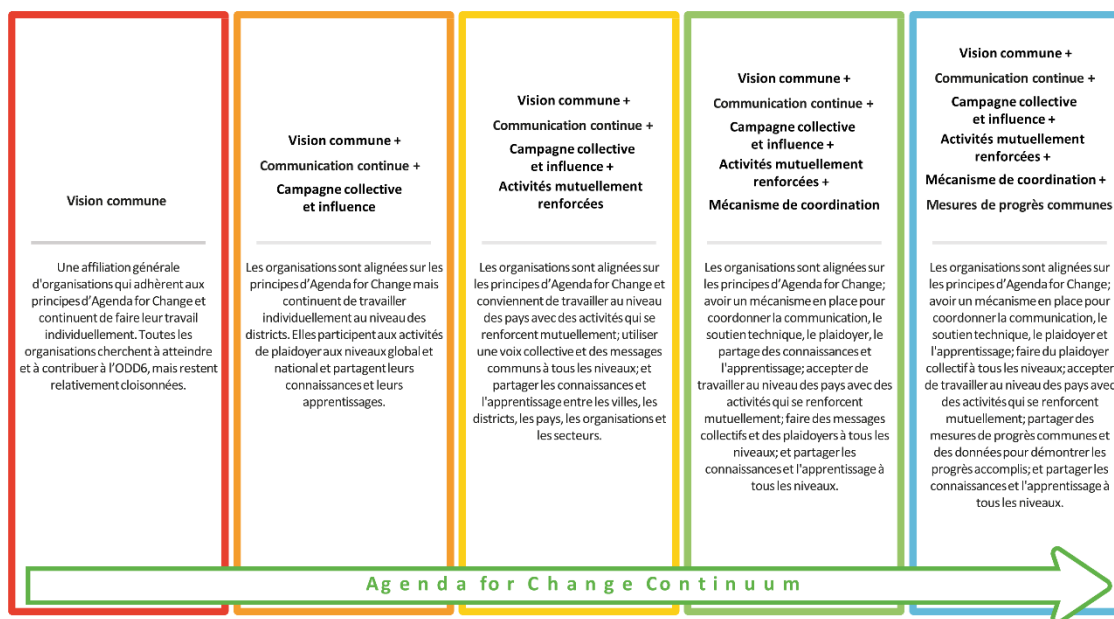 Vision commune
Une affiliation générale
d'organisations qui adhèrent aux
principes d'Agenda for Change et
continuent de faire leur travail
individuellement. Toutes les
organisations cherchent à atteindre
et à contribuer à l'ODD6, mais restent
relativement cloisonnées.
Vision commune +
Communication continue +
Campagne collective
et influence
Les organisations sont alignées sur les
principes d'Agenda for Change mais
continuent de travailler
individuellement au niveau des
districts. Elles participent aux activités
de plaidoyer aux niveaux global et
national et partagent leurs
connaissances et leurs
apprentissages.
Vision commune +
Communication continue +
Campagne collective
et influence +
Activités mutuellement
renforcées
Les organisations sont alignées sur
les principes d'Agenda for Change et
conviennent de travailler au niveau
des pays avec des activités qui se
renforcent mutuellement; utiliser
une voix collective et des messages
communs à tous les niveaux; et
partager les connaissances et
l'apprentissage entre les villes, les
districts, les pays, les organisations et
les secteurs.
Vision commune +
Communication continue +
Campagne collective
et influence +
Activités mutuellement
renforcées +
Mécanisme de coordination
Les organisations sont alignées sur
les principes d'Agenda for Change;
avoir un mécanisme en place pour
coordonner la communication, le
soutien technique, le plaidoyer, le
partage des connaissances et
l'apprentissage; accepter de
travailler au niveau des pays avec des
activités qui se renforcent
mutuellement; faire des messages
collectifs et des plaidoyers à tous les
niveaux; et partager les
connaissances et l'apprentissage à
tous les niveaux.
Vision commune +
Communication continue +
Campagne collective
et influence +
Activités mutuellement
renforcées +
Mécanisme de coordination +
Mesures de progrès communes
Les organisations sont alignées sur
les principes d'Agenda for Change;
avoir un mécanisme en place pour
coordonner la communication, le
soutien technique, le plaidoyer et
l'apprentissage; faire du plaidoyer
collectif à tous les niveaux; accepter
de travailler au niveau des pays avec
des activités qui se renforcent
mutuellement; partager des
mesures de progrès communes et
des données pour démontrer les
progrès accomplis; et partager les
connaissances et l'apprentissage à
tous les niveaux.
Agenda for Change Continuum